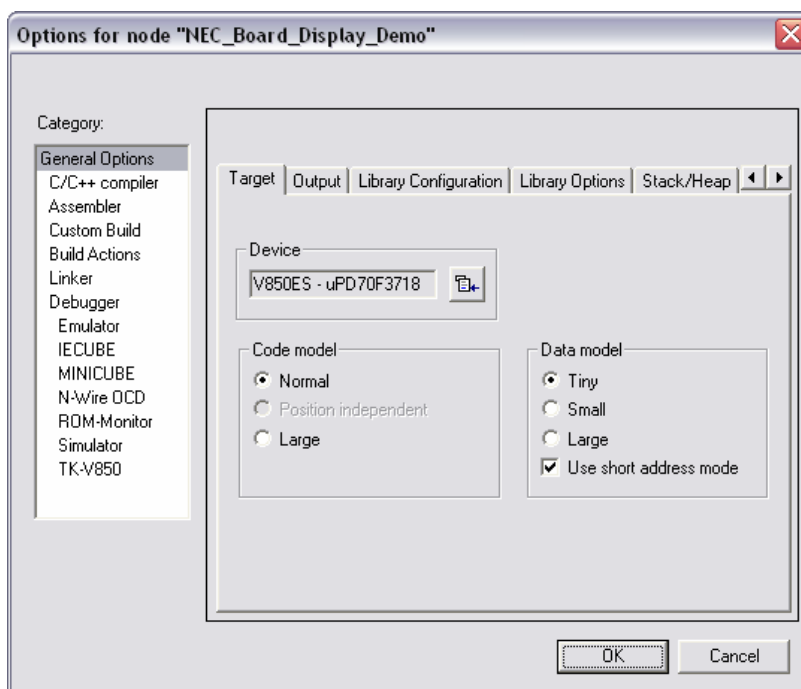 Options for node "NEC_Board_Display_Demo"
Category:
General Options
C/C++ compiler
Assembler
Custom Build
Build Actions
Linker
Debugger
Emulator
IECUBE
MINICUBE
N-Wire OCD
ROM-Monitor
Simulator
TK-V850
Target Output Library Configuration Library Options Stack/Heap
Device
V850ES - uPD70F3718
Code model
Normal
Position independent
Large
Data model
Tiny
Small
Large
Use short address mode
OK Cancel